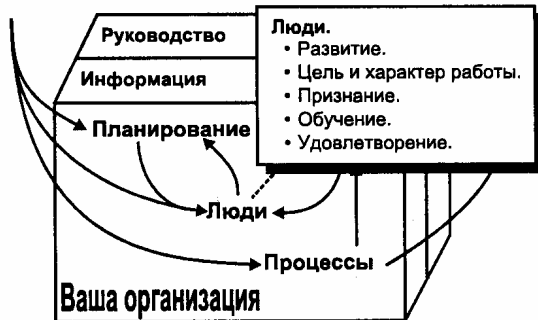 Руководство
Информация
Планирование
Люди
Процессы
Ваша организация
Люди.
• Развитие.
• Цель и характер работы.
• Признание.
• Обучение.
• Удовлетворение.